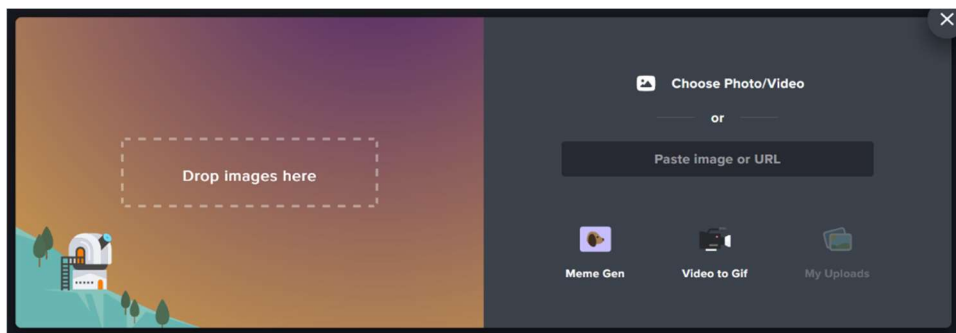 Drop images here
Choose Photo/Video
or
Paste image or URL
Meme Gen
Video to Gif
My Uploads